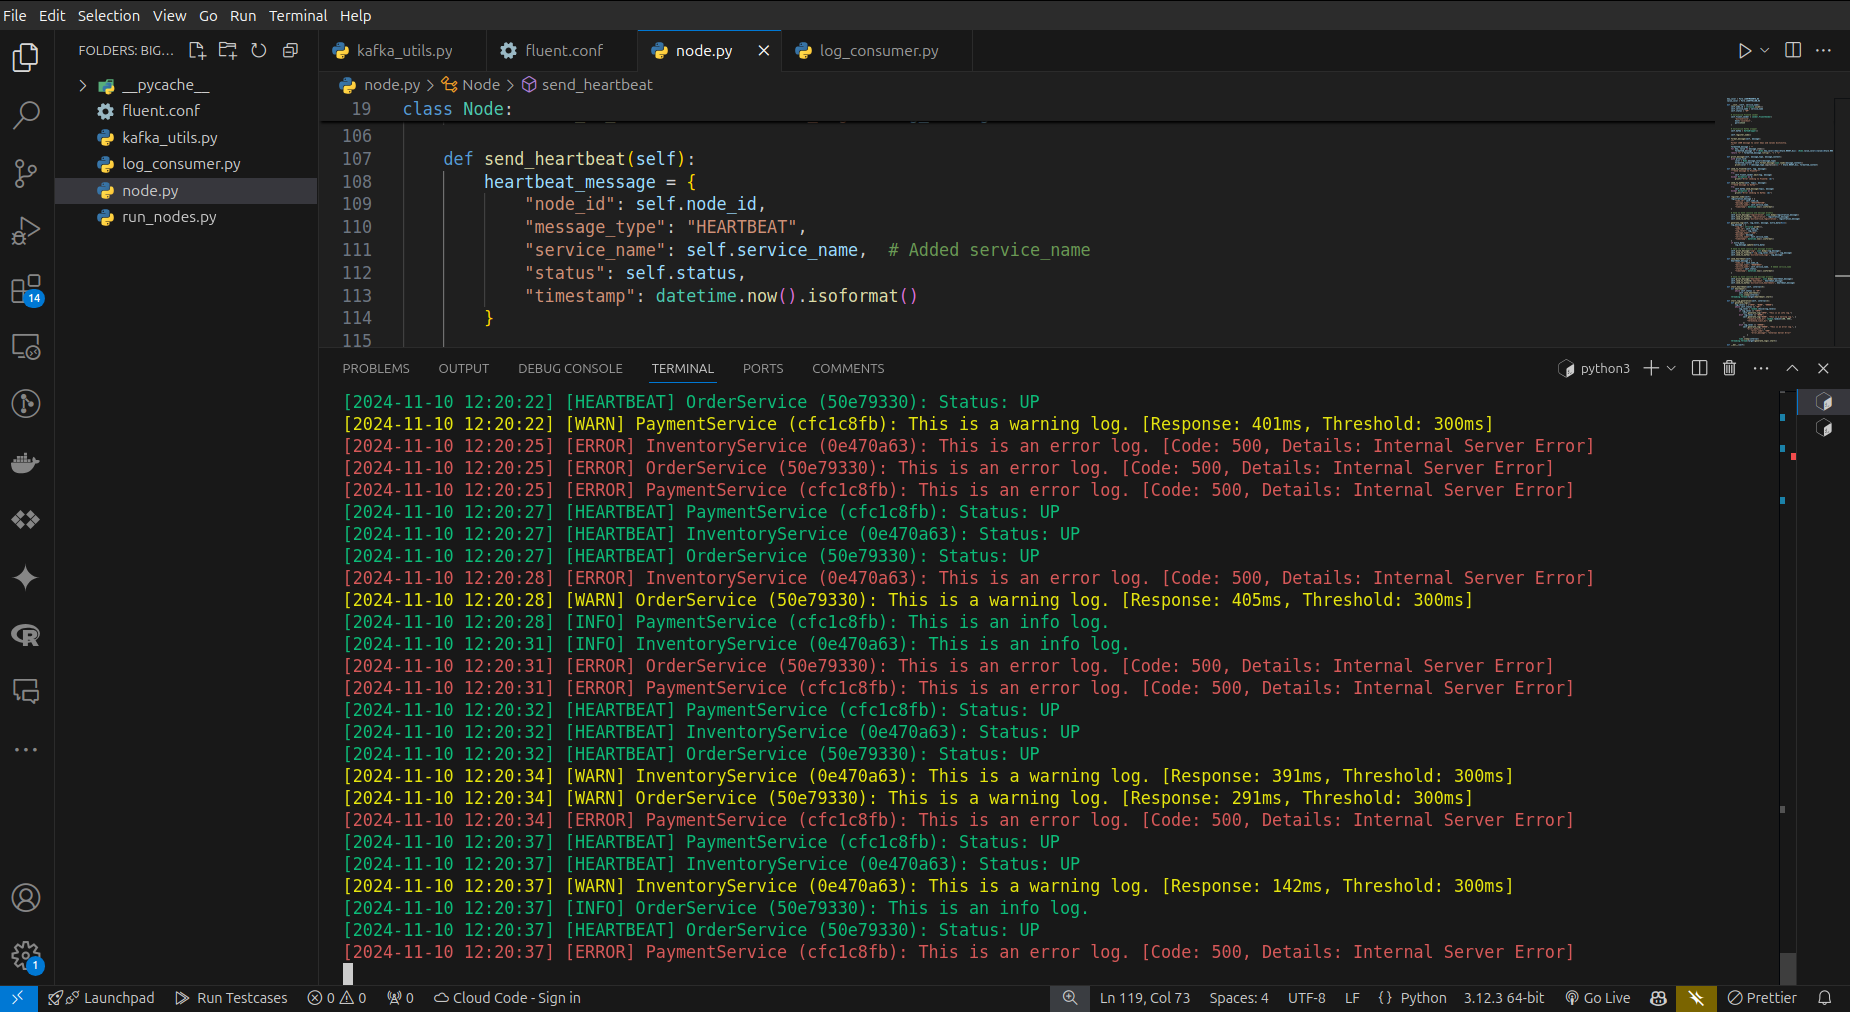 File Edit Selection View Go Run Terminal Help
FOLDERS: BIG...
__pycache__
fluent.conf
kafka_utils.py
log_consumer.py
node.py
run_nodes.py
kafka_utils.py fluent.conf node.py log_consumer.py
node.py > Node > send_heartbeat
19 class Node:
106
107 def send_heartbeat(self):
108 heartbeat_message = {
109 "node_id": self.node_id,
110 "message_type": "HEARTBEAT",
111 "service_name": self.service_name,  # Added service_name
112 "status": self.status,
113 "timestamp": datetime.now().isoformat()
114 }
115
PROBLEMS OUTPUT DEBUG CONSOLE TERMINAL PORTS COMMENTS python3
[2024-11-10 12:20:22] [HEARTBEAT] OrderService (50e79330): Status: UP
[2024-11-10 12:20:22] [WARN] PaymentService (cfc1c8fb): This is a warning log. [Response: 401ms, Threshold: 300ms]
[2024-11-10 12:20:25] [ERROR] InventoryService (0e470a63): This is an error log. [Code: 500, Details: Internal Server Error]
[2024-11-10 12:20:25] [ERROR] OrderService (50e79330): This is an error log. [Code: 500, Details: Internal Server Error]
[2024-11-10 12:20:25] [ERROR] PaymentService (cfc1c8fb): This is an error log. [Code: 500, Details: Internal Server Error]
[2024-11-10 12:20:27] [HEARTBEAT] PaymentService (cfc1c8fb): Status: UP
[2024-11-10 12:20:27] [HEARTBEAT] InventoryService (0e470a63): Status: UP
[2024-11-10 12:20:27] [HEARTBEAT] OrderService (50e79330): Status: UP
[2024-11-10 12:20:28] [ERROR] InventoryService (0e470a63): This is an error log. [Code: 500, Details: Internal Server Error]
[2024-11-10 12:20:28] [WARN] OrderService (50e79330): This is a warning log. [Response: 405ms, Threshold: 300ms]
[2024-11-10 12:20:28] [INFO] PaymentService (cfc1c8fb): This is an info log.
[2024-11-10 12:20:31] [INFO] InventoryService (0e470a63): This is an info log.
[2024-11-10 12:20:31] [ERROR] OrderService (50e79330): This is an error log. [Code: 500, Details: Internal Server Error]
[2024-11-10 12:20:31] [ERROR] PaymentService (cfc1c8fb): This is an error log. [Code: 500, Details: Internal Server Error]
[2024-11-10 12:20:32] [HEARTBEAT] PaymentService (cfc1c8fb): Status: UP
[2024-11-10 12:20:32] [HEARTBEAT] InventoryService (0e470a63): Status: UP
[2024-11-10 12:20:32] [HEARTBEAT] OrderService (50e79330): Status: UP
[2024-11-10 12:20:34] [WARN] InventoryService (0e470a63): This is a warning log. [Response: 391ms, Threshold: 300ms]
[2024-11-10 12:20:34] [WARN] OrderService (50e79330): This is a warning log. [Response: 291ms, Threshold: 300ms]
[2024-11-10 12:20:34] [ERROR] PaymentService (cfc1c8fb): This is an error log. [Code: 500, Details: Internal Server Error]
[2024-11-10 12:20:37] [HEARTBEAT] PaymentService (cfc1c8fb): Status: UP
[2024-11-10 12:20:37] [HEARTBEAT] InventoryService (0e470a63): Status: UP
[2024-11-10 12:20:37] [WARN] InventoryService (0e470a63): This is a warning log. [Response: 142ms, Threshold: 300ms]
[2024-11-10 12:20:37] [INFO] OrderService (50e79330): This is an info log.
[2024-11-10 12:20:37] [HEARTBEAT] OrderService (50e79330): Status: UP
[2024-11-10 12:20:37] [ERROR] PaymentService (cfc1c8fb): This is an error log. [Code: 500, Details: Internal Server Error]
14
1
Launchpad Run Testcases 0 0 0 Cloud Code - Sign in Ln 119, Col 73 Spaces: 4 UTF-8 LF {} Python 3.12.3 64-bit Go Live Prettier